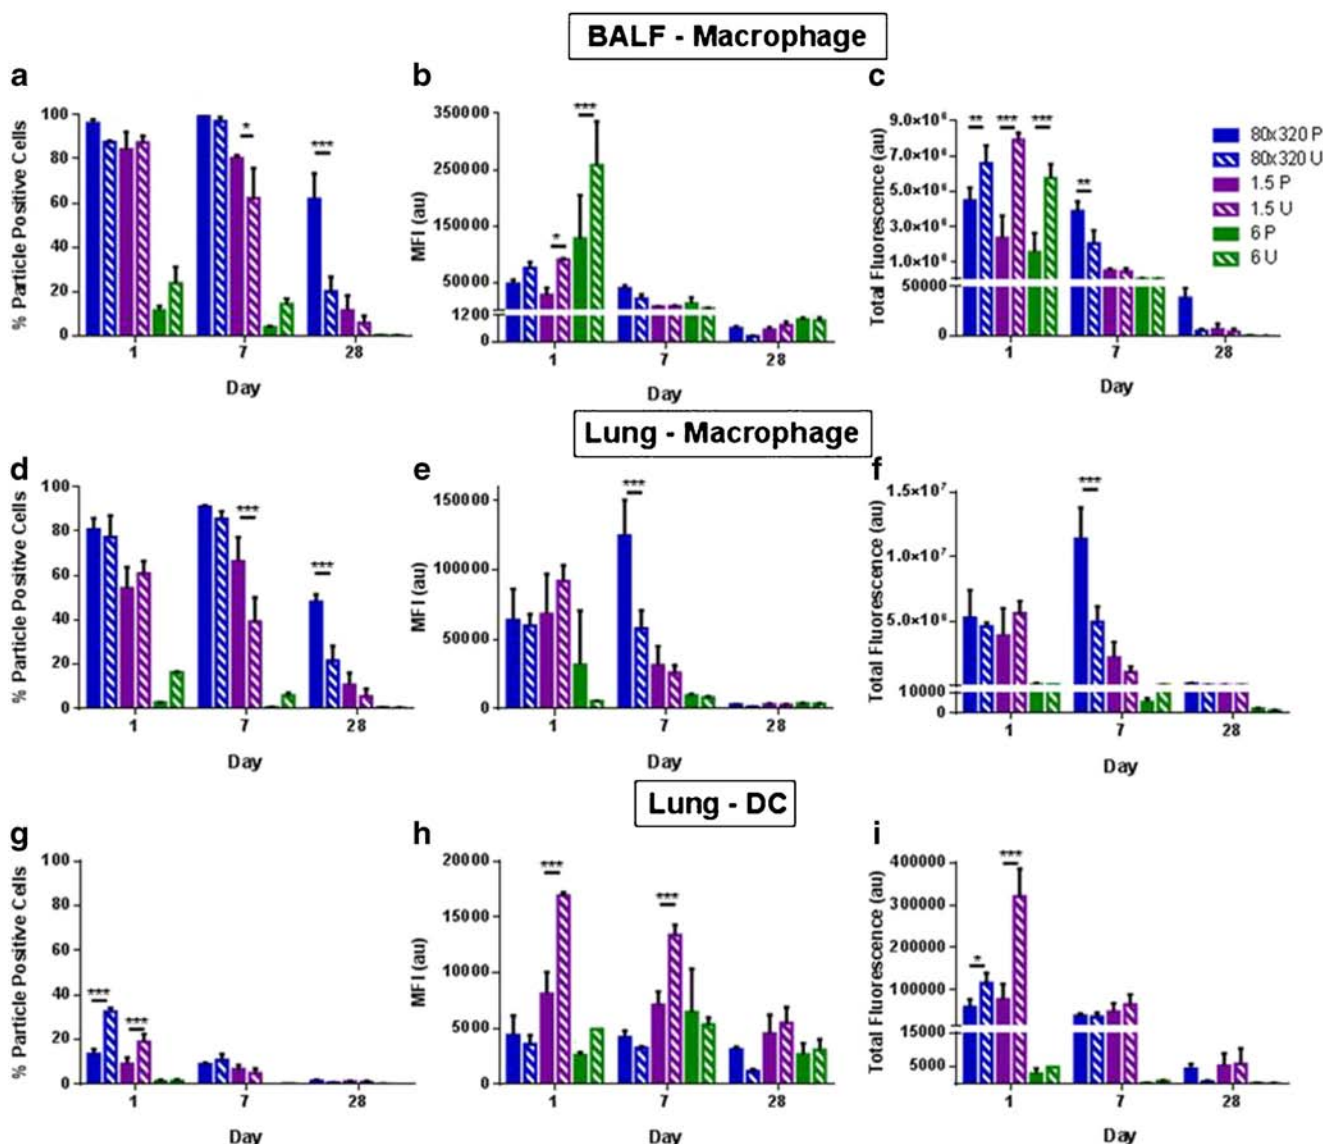 BALF - Macrophage
a
% Particle Positive Cells
100
80
60
40
20
0
*
***
1 7 28
Day
b
MFI (au)
350000
250000
150000
50000
1200
0
*
***
1 7 28
Day
c
Total Fluorescence (au)
9.0×10⁶
7.0×10⁶
5.0×10⁶
3.0×10⁶
1.0×10⁶
50000
0
** *** ***
**
1 7 28
Day
80x320 P
80x320 U
1.5 P
1.5 U
6 P
6 U
Lung - Macrophage
d
% Particle Positive Cells
100
80
60
40
20
0
***
***
1 7 28
Day
e
MFI (au)
150000
100000
50000
0
***
1 7 28
Day
f
Total Fluorescence (au)
1.5×10⁷
1.0×10⁷
5.0×10⁶
10000
0
***
1 7 28
Day
Lung - DC
g
% Particle Positive Cells
100
80
60
40
20
0
***
***
1 7 28
Day
h
MFI (au)
20000
15000
10000
5000
0
***
***
1 7 28
Day
i
Total Fluorescence (au)
400000
300000
200000
100000
15000
5000
*
***
1 7 28
Day